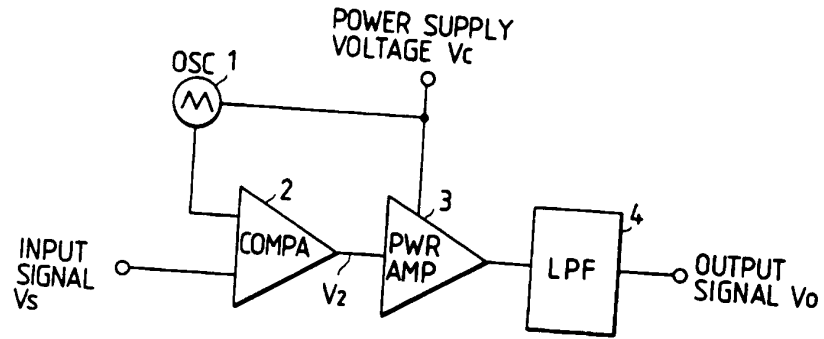 POWER SUPPLY
VOLTAGE Vc
OSC 1
2
3
4
COMPA
PWR
AMP
LPF
INPUT
SIGNAL
Vs
V2
OUTPUT
SIGNAL Vo